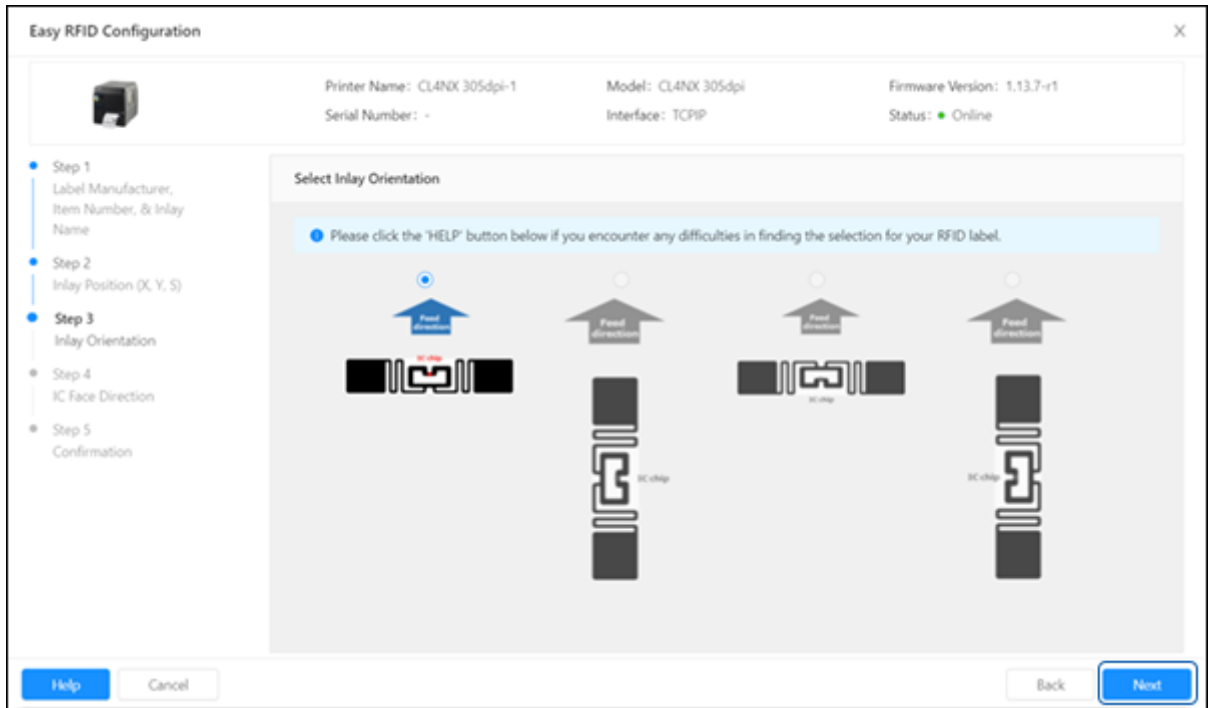 Easy RFID Configuration
Printer Name: CL4NX 305dpi-1
Model: CL4NX 305dpi
Firmware Version: 1.13.7-r1
Serial Number: -
Interface: TCPIP
Status: Online
Step 1
Label Manufacturer,
Item Number, & Inlay
Name
Step 2
Inlay Position (X, Y, S)
Step 3
Inlay Orientation
Step 4
IC Face Direction
Step 5
Confirmation
Select Inlay Orientation
Please click the 'HELP' button below if you encounter any difficulties in finding the selection for your RFID label.
Feed
direction
IC chip
Feed
direction
IC chip
Feed
direction
IC chip
Feed
direction
IC chip
Help
Cancel
Back
Next